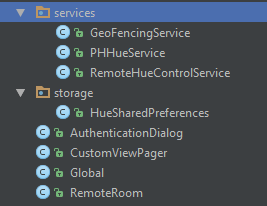 services
GeoFencingService
PHHueService
RemoteHueControlService
storage
HueSharedPreferences
AuthenticationDialog
CustomViewPager
Global
RemoteRoom